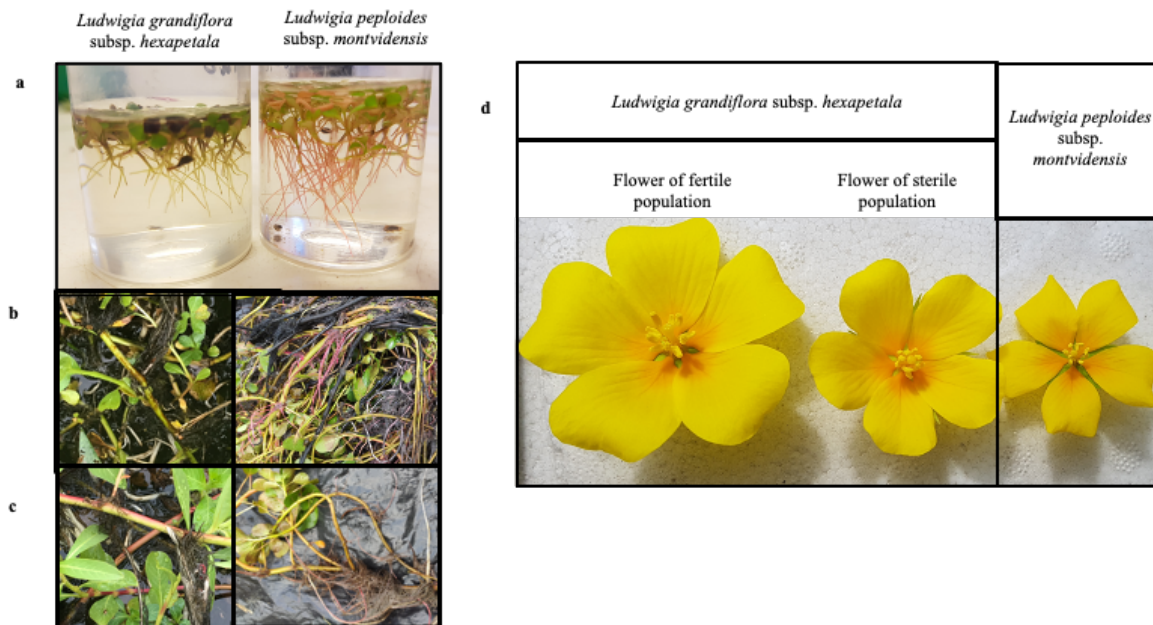 Ludwigia grandiflora
subsp. hexapetala
Ludwigia peploides
subsp. montvidensis
a
b
c
d
Ludwigia grandiflora subsp. hexapetala
Ludwigia peploides
subsp.
montvidensis
Flower of fertile
population
Flower of sterile
population